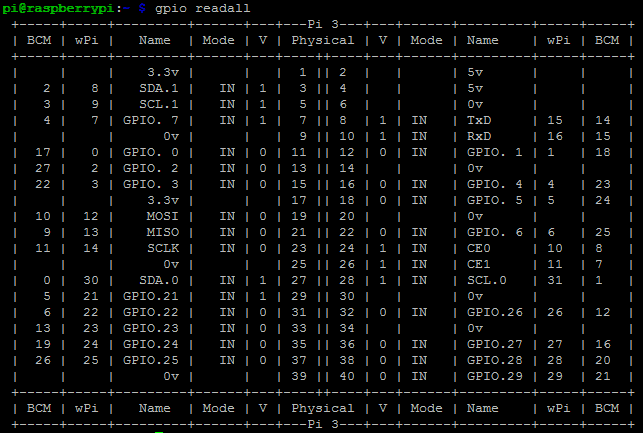 pi@raspberrypi:~ $ gpio readall
+-----+-----+---------+------+---+---Pi 3---+---+------+---------+-----+-----+
| BCM | wPi |   Name  | Mode | V | Physical | V | Mode | Name    | wPi | BCM |
+-----+-----+---------+------+---+----++----+---+------+---------+-----+-----+
|     |     |    3.3v |      |   |  1 || 2  |   |      | 5v      |     |     |
|   2 |   8 |   SDA.1 |   IN | 1 |  3 || 4  |   |      | 5v      |     |     |
|   3 |   9 |   SCL.1 |   IN | 1 |  5 || 6  |   |      | 0v      |     |     |
|   4 |   7 | GPIO. 7 |   IN | 1 |  7 || 8  | 1 | IN   | TxD     | 15  | 14  |
|     |     |      0v |      |   |  9 || 10 | 1 | IN   | RxD     | 16  | 15  |
|  17 |   0 | GPIO. 0 |   IN | 0 | 11 || 12 | 0 | IN   | GPIO. 1 | 1   | 18  |
|  27 |   2 | GPIO. 2 |   IN | 0 | 13 || 14 |   |      | 0v      |     |     |
|  22 |   3 | GPIO. 3 |   IN | 0 | 15 || 16 | 0 | IN   | GPIO. 4 | 4   | 23  |
|     |     |    3.3v |      |   | 17 || 18 | 0 | IN   | GPIO. 5 | 5   | 24  |
|  10 |  12 |    MOSI |   IN | 0 | 19 || 20 |   |      | 0v      |     |     |
|   9 |  13 |    MISO |   IN | 0 | 21 || 22 | 0 | IN   | GPIO. 6 | 6   | 25  |
|  11 |  14 |    SCLK |   IN | 0 | 23 || 24 | 1 | IN   | CE0     | 10  | 8   |
|     |     |      0v |      |   | 25 || 26 | 1 | IN   | CE1     | 11  | 7   |
|   0 |  30 |   SDA.0 |   IN | 1 | 27 || 28 | 1 | IN   | SCL.0   | 31  | 1   |
|   5 |  21 | GPIO.21 |   IN | 1 | 29 || 30 |   |      | 0v      |     |     |
|   6 |  22 | GPIO.22 |   IN | 1 | 31 || 32 | 0 | IN   | GPIO.26 | 26  | 12  |
|  13 |  23 | GPIO.23 |   IN | 0 | 33 || 34 |   |      | 0v      |     |     |
|  19 |  24 | GPIO.24 |   IN | 0 | 35 || 36 | 0 | IN   | GPIO.27 | 27  | 16  |
|  26 |  25 | GPIO.25 |   IN | 0 | 37 || 38 | 0 | IN   | GPIO.28 | 28  | 20  |
|     |     |      0v |      |   | 39 || 40 | 0 | IN   | GPIO.29 | 29  | 21  |
+-----+-----+---------+------+---+----++----+---+------+---------+-----+-----+
| BCM | wPi |   Name  | Mode | V | Physical | V | Mode | Name    | wPi | BCM |
+-----+-----+---------+------+---+---Pi 3---+---+------+---------+-----+-----+